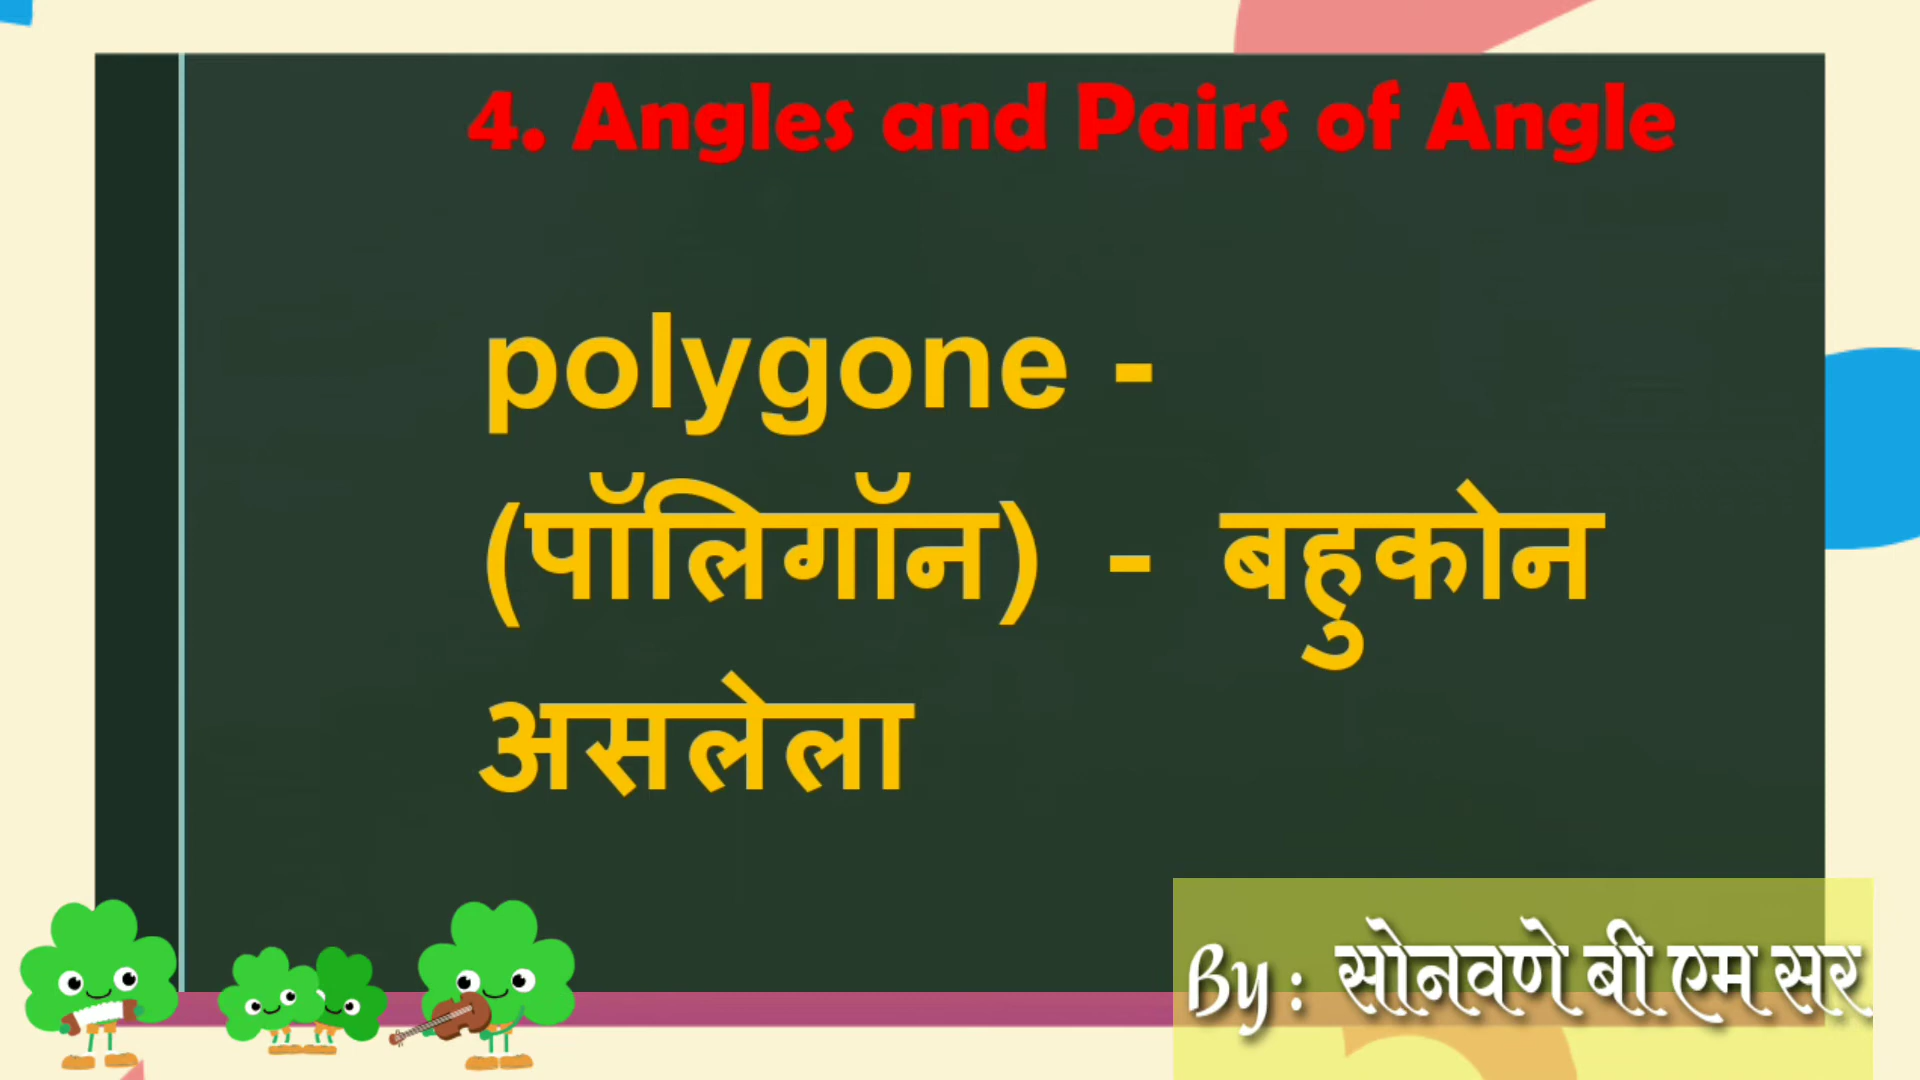 4. Angles and Pairs of Angle
polygone -
(पॉलिगॉन) - बहुकोन
असलेला
By : सोनवणे बी एम सर